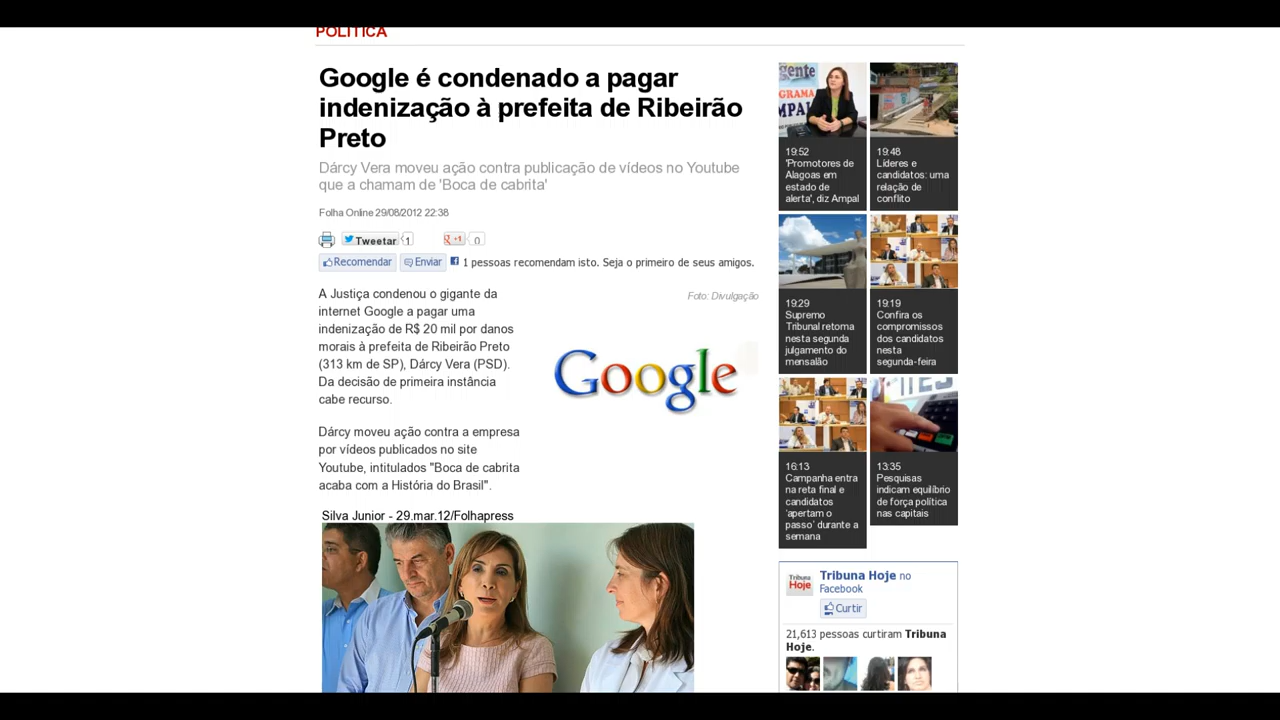 POLÍTICA
Google é condenado a pagar
indenização à prefeita de Ribeirão
Preto
Dárcy Vera moveu ação contra publicação de vídeos no Youtube
que a chamam de 'Boca de cabrita'
Folha Online 29/08/2012 22:38
Tweetar 1
+1 0
Recomendar Enviar 1 pessoas recomendam isto. Seja o primeiro de seus amigos.
A Justiça condenou o gigante da
internet Google a pagar uma
indenização de R$ 20 mil por danos
morais à prefeita de Ribeirão Preto
(313 km de SP), Dárcy Vera (PSD).
Da decisão de primeira instância
cabe recurso.
Foto: Divulgação
Google
Dárcy moveu ação contra a empresa
por vídeos publicados no site
Youtube, intitulados "Boca de cabrita
acaba com a História do Brasil".
Silva Junior - 29.mar.12/Folhapress
gente
GRAMA
MPAL
19:52
'Promotores de
Alagoas em
estado de
alerta', diz Ampal
19:48
Líderes e
candidatos: uma
relação de
conflito
19:29
Supremo
Tribunal retoma
nesta segunda
julgamento do
mensalão
19:19
Confira os
compromissos
dos candidatos
nesta
segunda-feira
16:13
Campanha entra
na reta final e
candidatos
'apertam o
passo' durante a
semana
13:35
Pesquisas
indicam equilíbrio
de força política
nas capitais
Tribuna
Hoje
Tribuna Hoje no
Facebook
Curtir
21,613 pessoas curtiram Tribuna
Hoje.